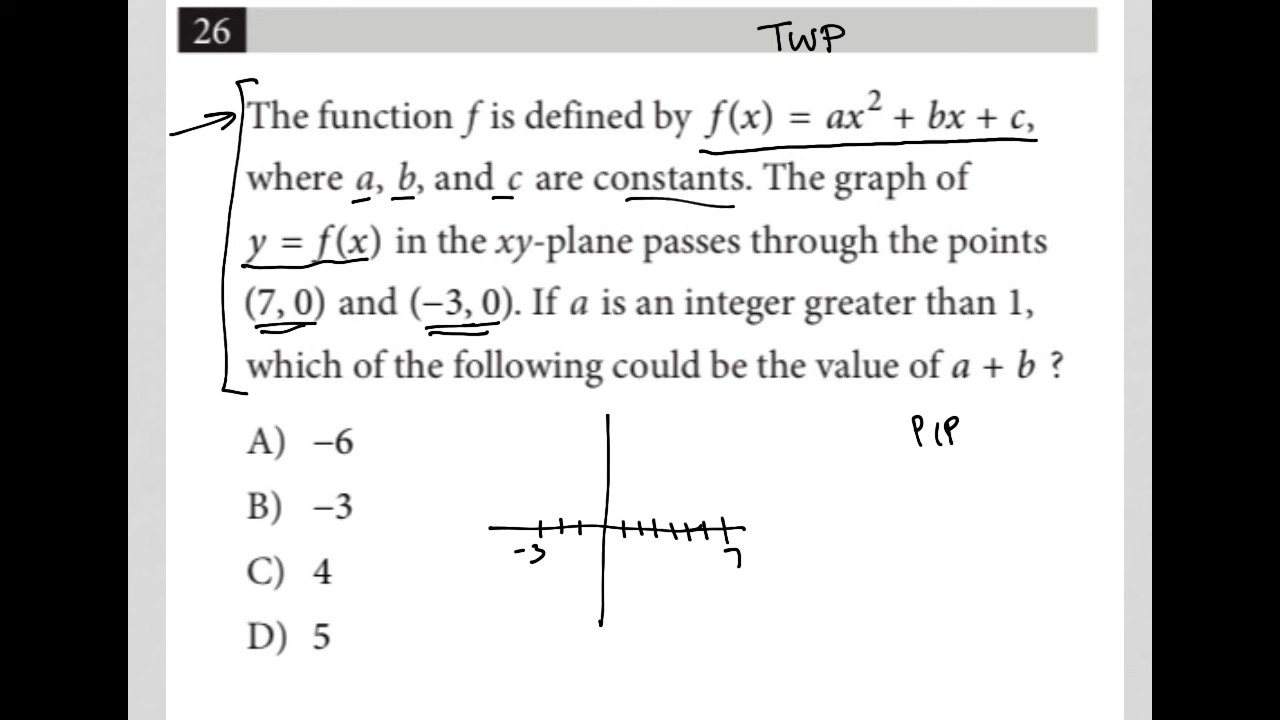 26
TWP
The function f is defined by f(x) = ax² + bx + c,
where a, b, and c are constants. The graph of
y = f(x) in the xy-plane passes through the points
(7, 0) and (−3, 0). If a is an integer greater than 1,
which of the following could be the value of a + b ?
PIP
A) −6
B) −3
-3 7
C) 4
D) 5